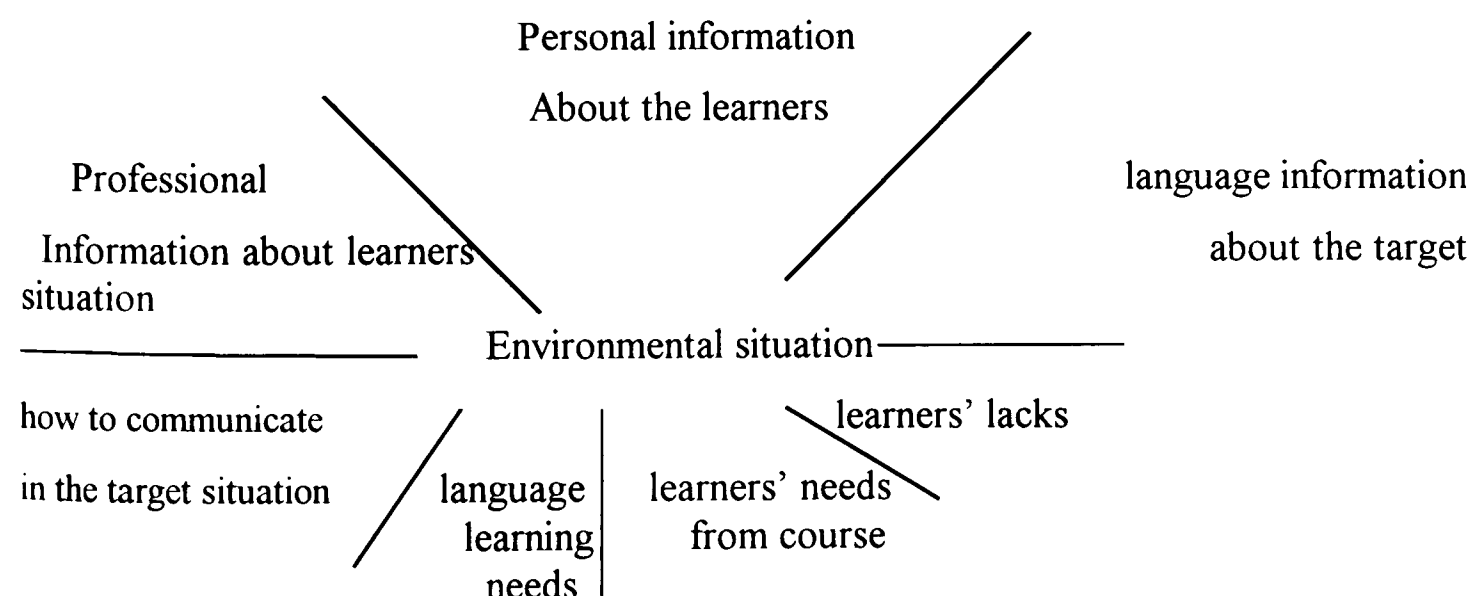 Personal information
About the learners
Professional
Information about learners
situation
language information
about the target
Environmental situation
how to communicate
in the target situation
language
learning
needs
learners' needs
from course
learners' lacks